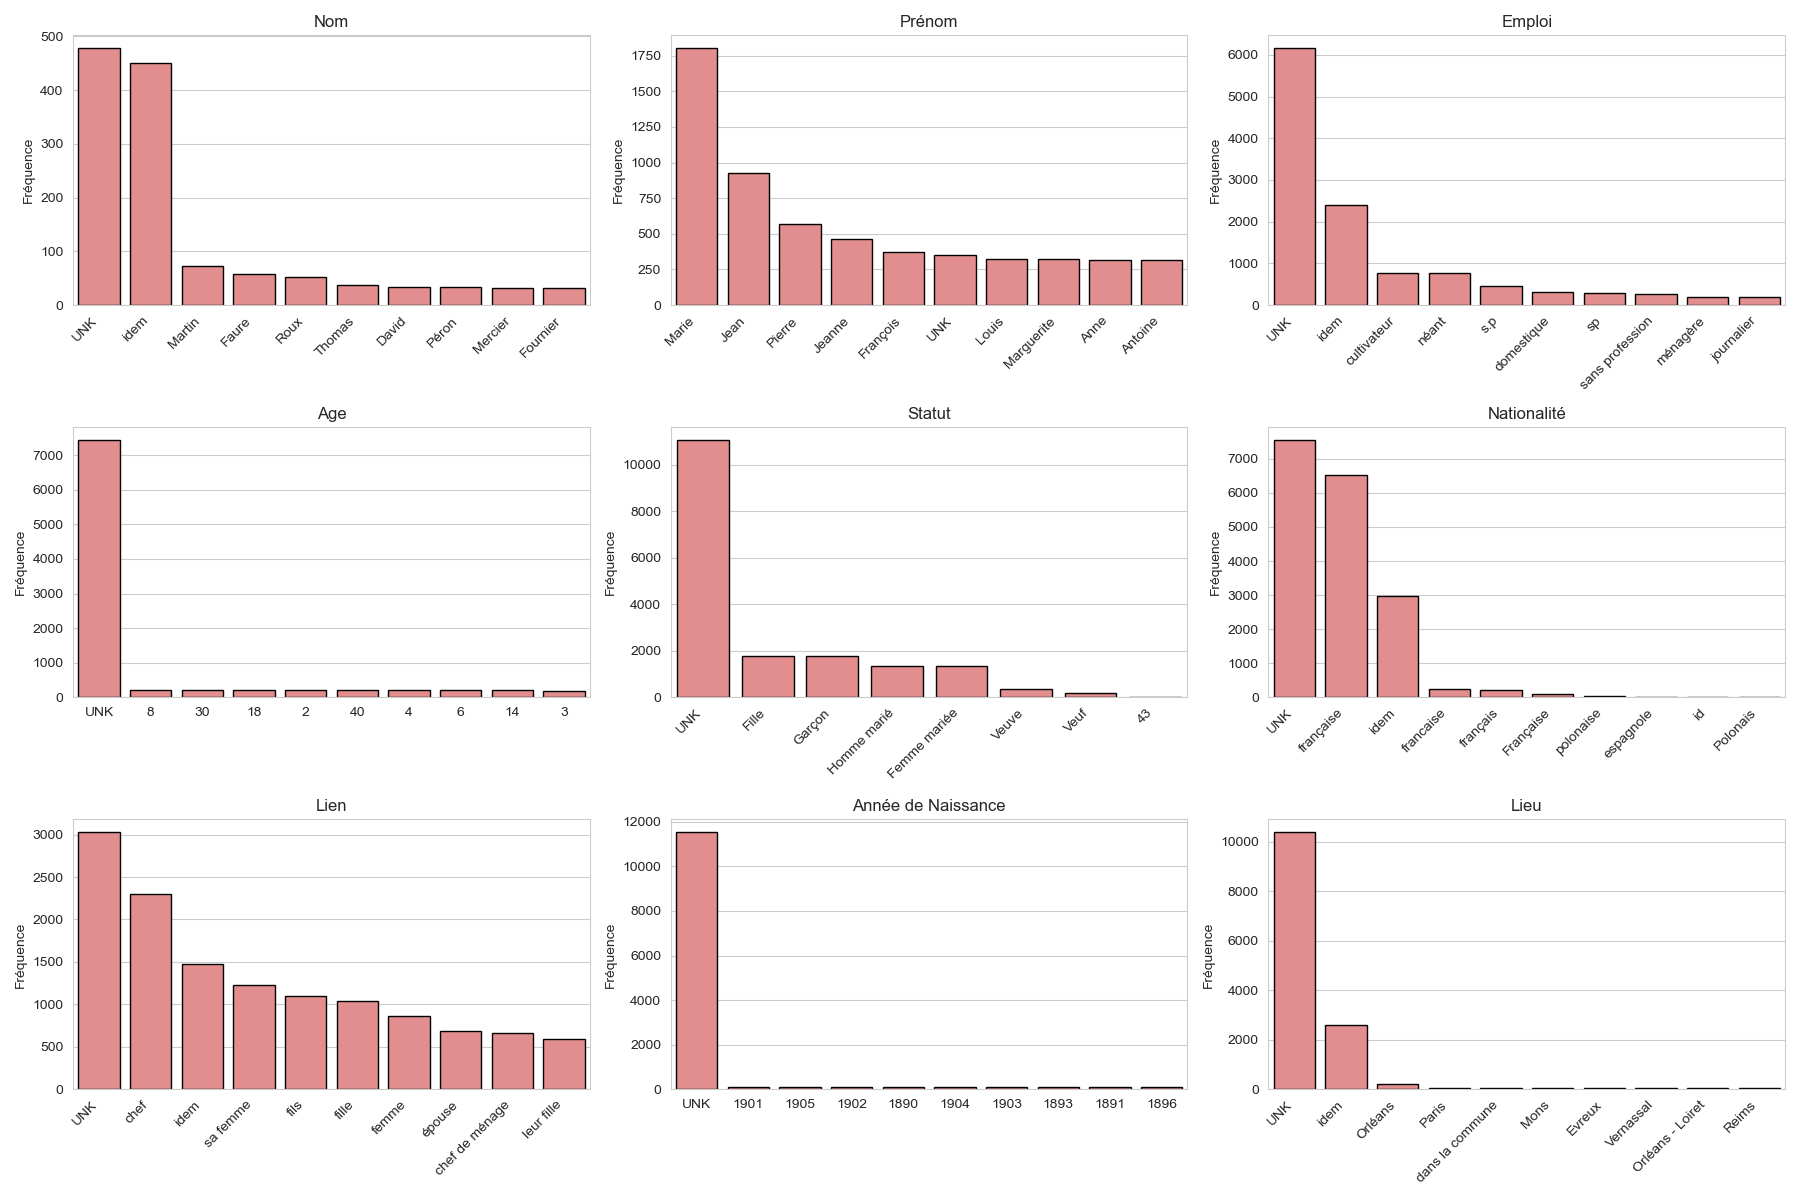 Nom
Fréquence
500
400
300
200
100
0
UNK idem Martin Faure Roux Thomas David Péron Mercier Fournier
Prénom
Fréquence
1750
1500
1250
1000
750
500
250
0
Marie Jean Pierre Jeanne François UNK Louis Marguerite Anne Antoine
Emploi
Fréquence
6000
5000
4000
3000
2000
1000
0
UNK idem cultivateur néant s.p domestique sp sans profession ménagère journalier
Age
Fréquence
7000
6000
5000
4000
3000
2000
1000
0
UNK 8 30 18 2 40 4 6 14 3
Statut
Fréquence
10000
8000
6000
4000
2000
0
UNK Fille Garçon Homme marié Femme mariée Veuve Veuf 43
Nationalité
Fréquence
7000
6000
5000
4000
3000
2000
1000
0
UNK française idem francaise français Française polonaise espagnole id Polonais
Lien
Fréquence
3000
2500
2000
1500
1000
500
0
UNK chef idem sa femme fils fille femme épouse chef de ménage leur fille
Année de Naissance
Fréquence
12000
10000
8000
6000
4000
2000
0
UNK 1901 1905 1902 1890 1904 1903 1893 1891 1896
Lieu
Fréquence
10000
8000
6000
4000
2000
0
UNK idem Orléans Paris dans la commune Mons Evreux Vernassal Orléans - Loiret Reims